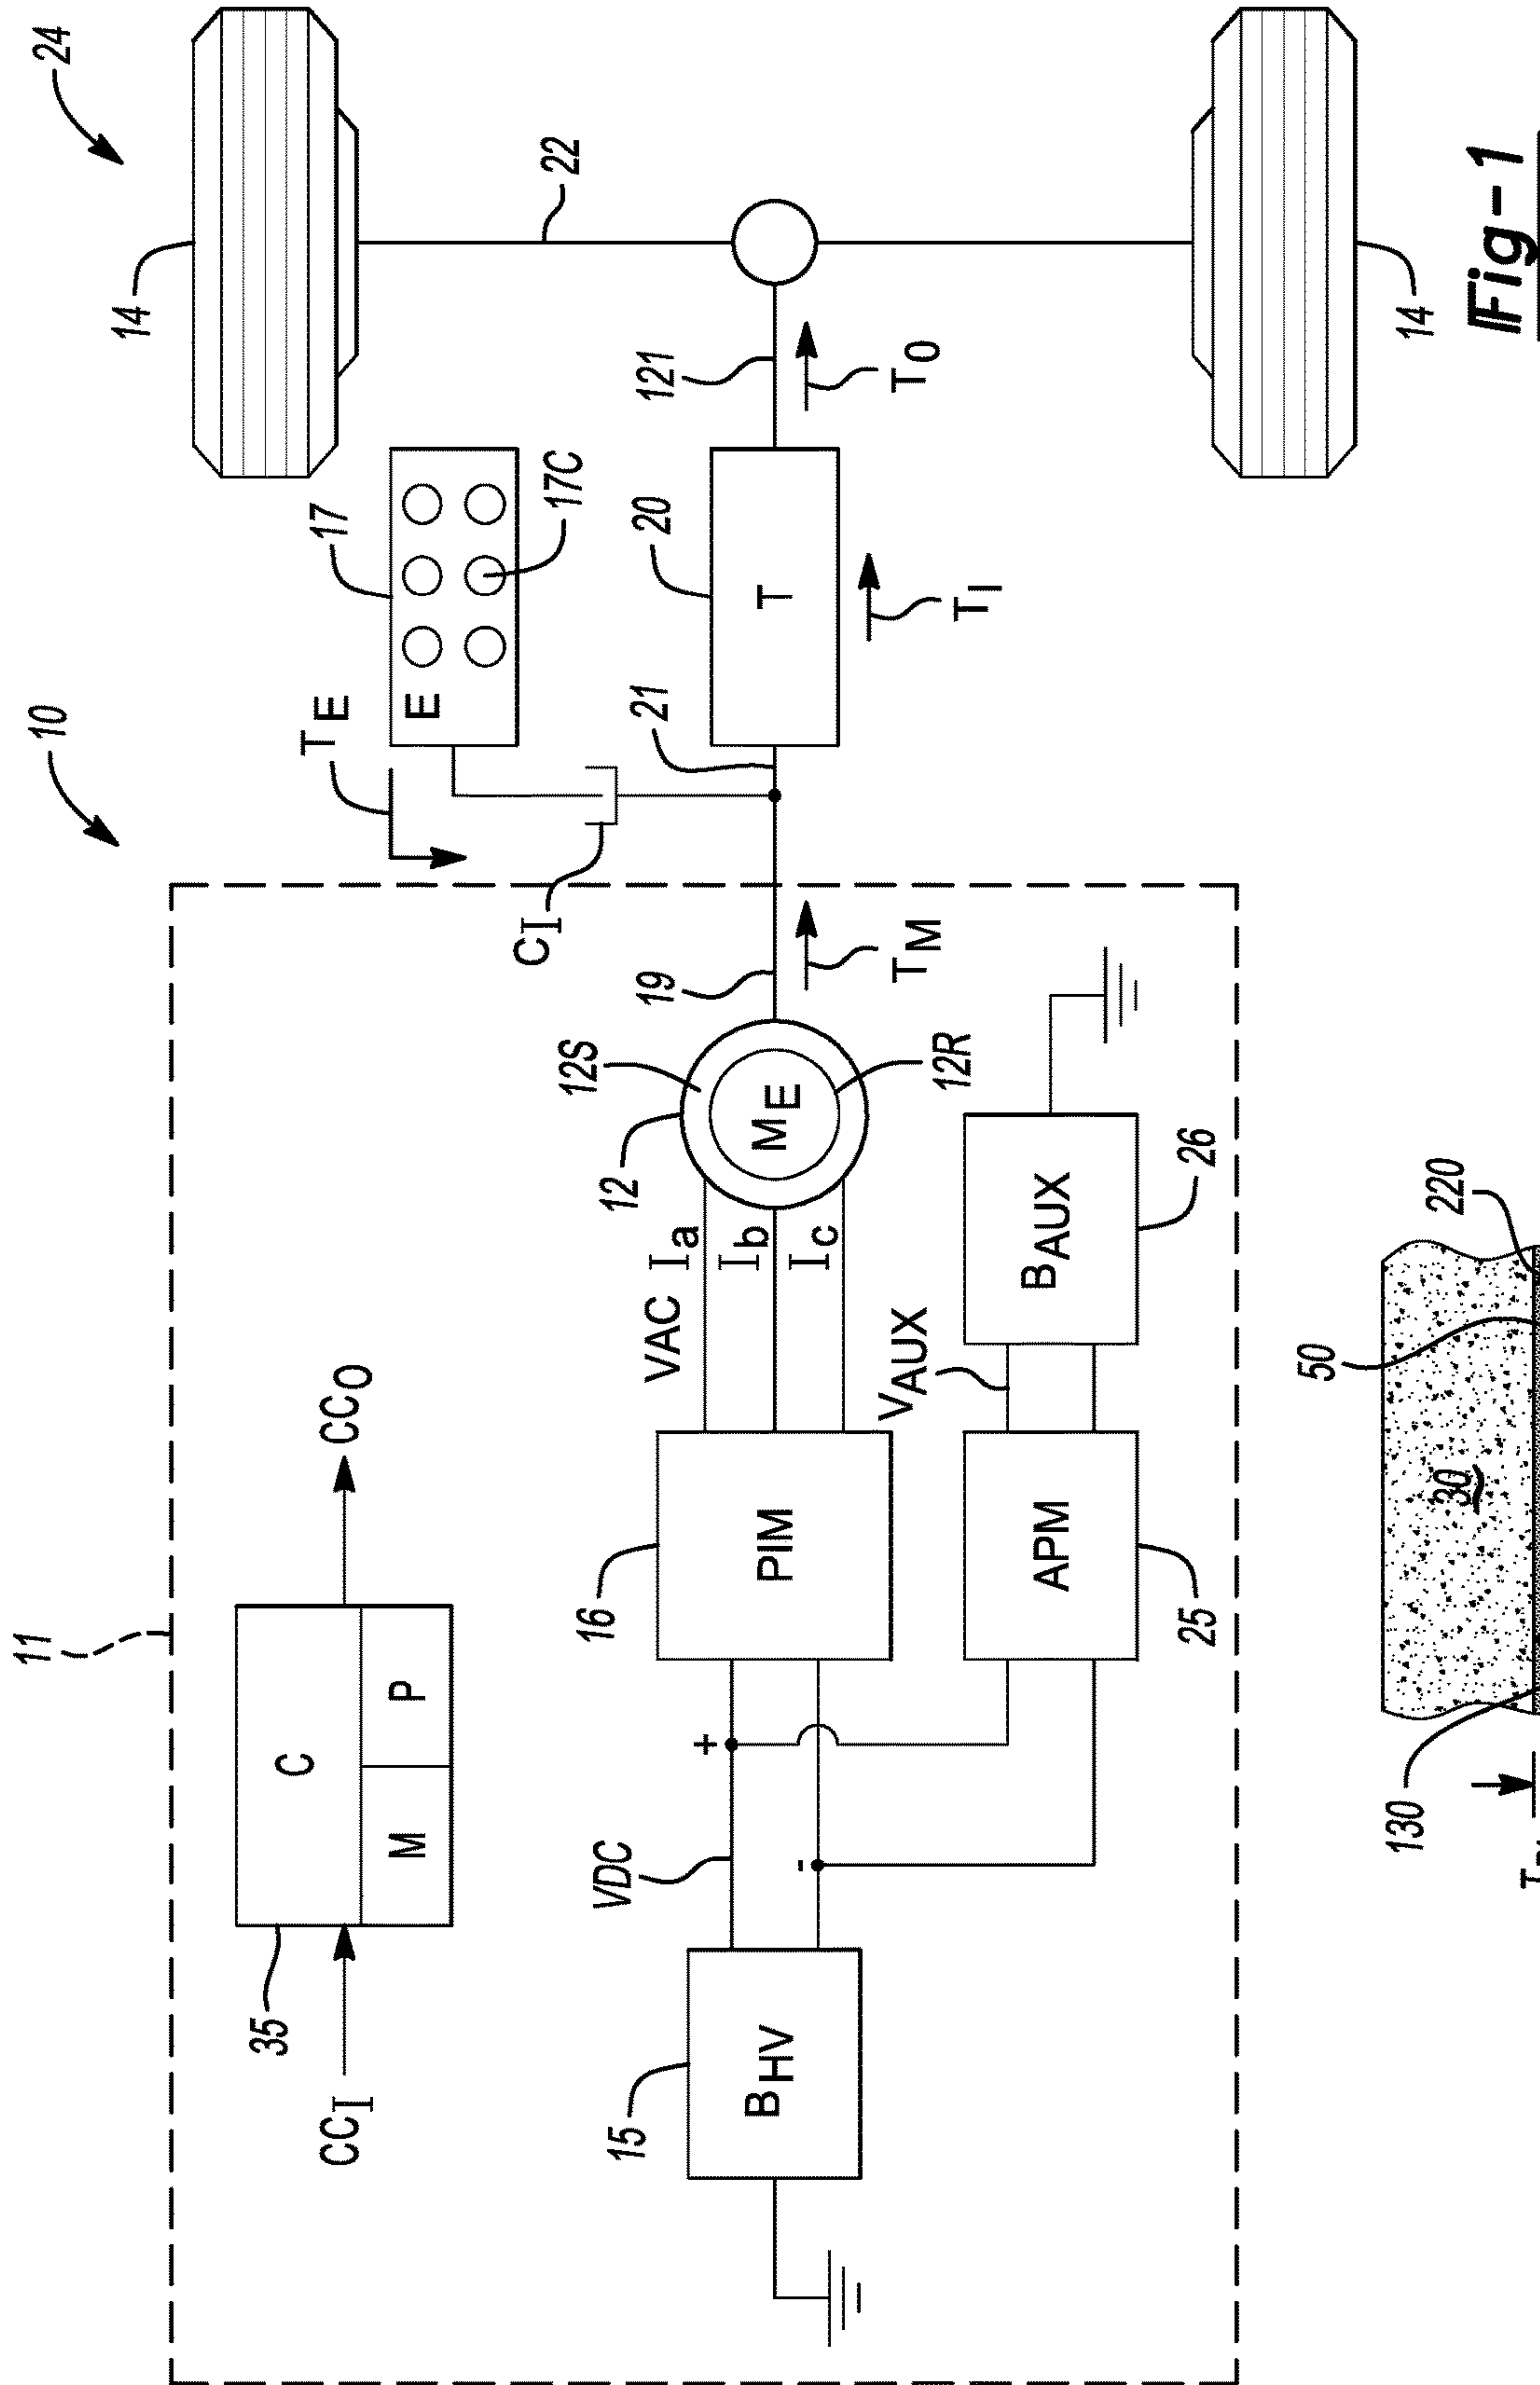 10
24
11
14
CCI
35
C
M
P
CCO
TE
17
E
17C
22
CI
15
BHV
VDC
+
-
16
PIM
VAC
Ia
Ib
Ic
12
12S
ME
12R
19
TM
21
20
T
TI
121
TO
25
APM
VAUX
BAUX
26
14
Fig-1
130
30
50
220